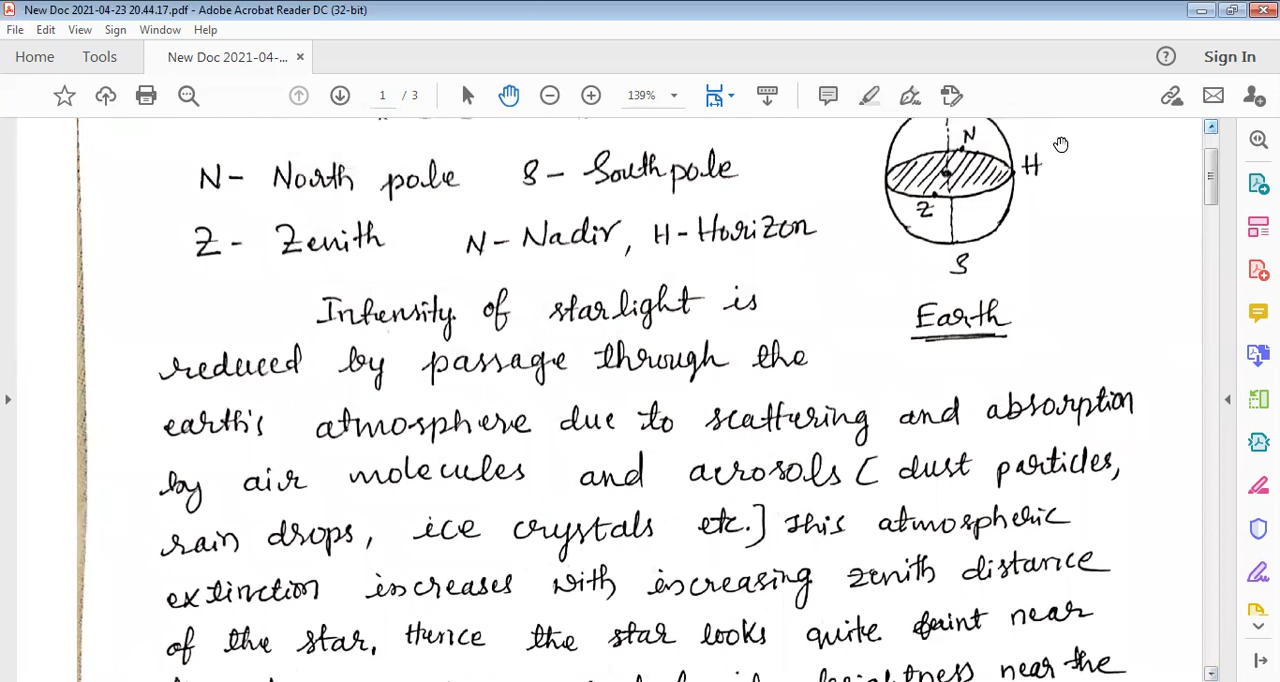 New Doc 2021-04-23 20.44.17.pdf - Adobe Acrobat Reader DC (32-bit)
File Edit View Sign Window Help
Home Tools New Doc 2021-04-... × Sign In
1 / 3 139%
N
H
Z
S
Earth
N- North pole S- South pole
Z- Zenith N- Nadir, H- Horizon
Intensity of starlight is
reduced by passage through the
earth's atmosphere due to scattering and absorption
by air molecules and aerosols ( dust particles,
rain drops, ice crystals etc.] This atmospheric
extinction increases with increasing zenith distance
of the star, Hence the star looks quite faint near
brightness near the